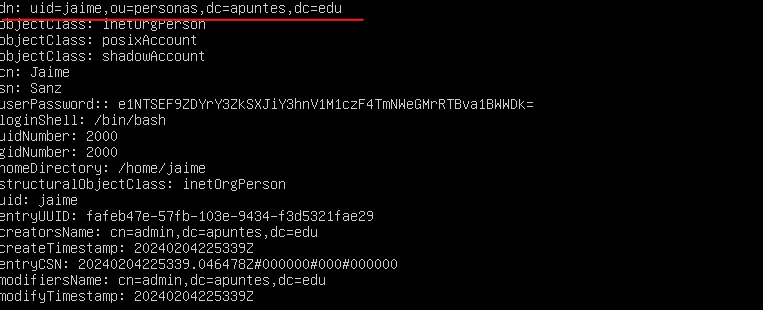 dn: uid=jaime,ou=personas,dc=apuntes,dc=edu
objectClass: inetOrgPerson
objectClass: posixAccount
objectClass: shadowAccount
cn: Jaime
sn: Sanz
userPassword:: e1NTSEF9ZDYrY3ZkSXJiY3hnV1M1czF4TmNWeGMrRTBva1BWWDk=
loginShell: /bin/bash
uidNumber: 2000
gidNumber: 2000
homeDirectory: /home/jaime
structuralObjectClass: inetOrgPerson
uid: jaime
entryUUID: fafeb47e-57fb-103e-9434-f3d5321fae29
creatorsName: cn=admin,dc=apuntes,dc=edu
createTimestamp: 20240204225339Z
entryCSN: 20240204225339.046478Z#000000#000#000000
modifiersName: cn=admin,dc=apuntes,dc=edu
modifyTimestamp: 20240204225339Z